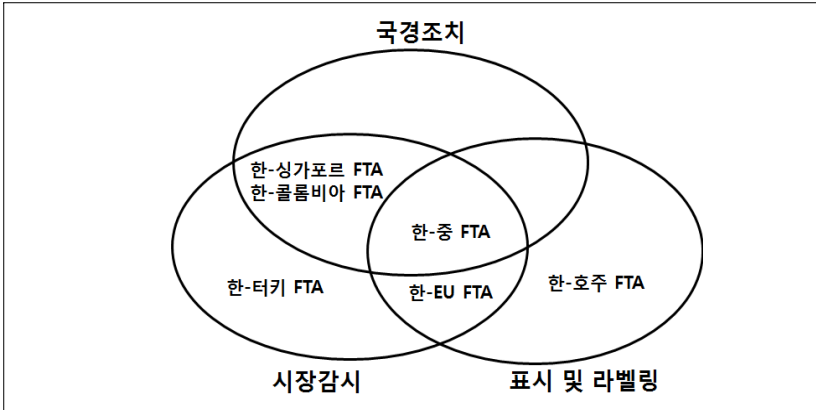 국경조치
한-싱가포르 FTA
한-콜롬비아 FTA
한-중 FTA
한-터키 FTA
한-EU FTA
한-호주 FTA
시장감시
표시 및 라벨링